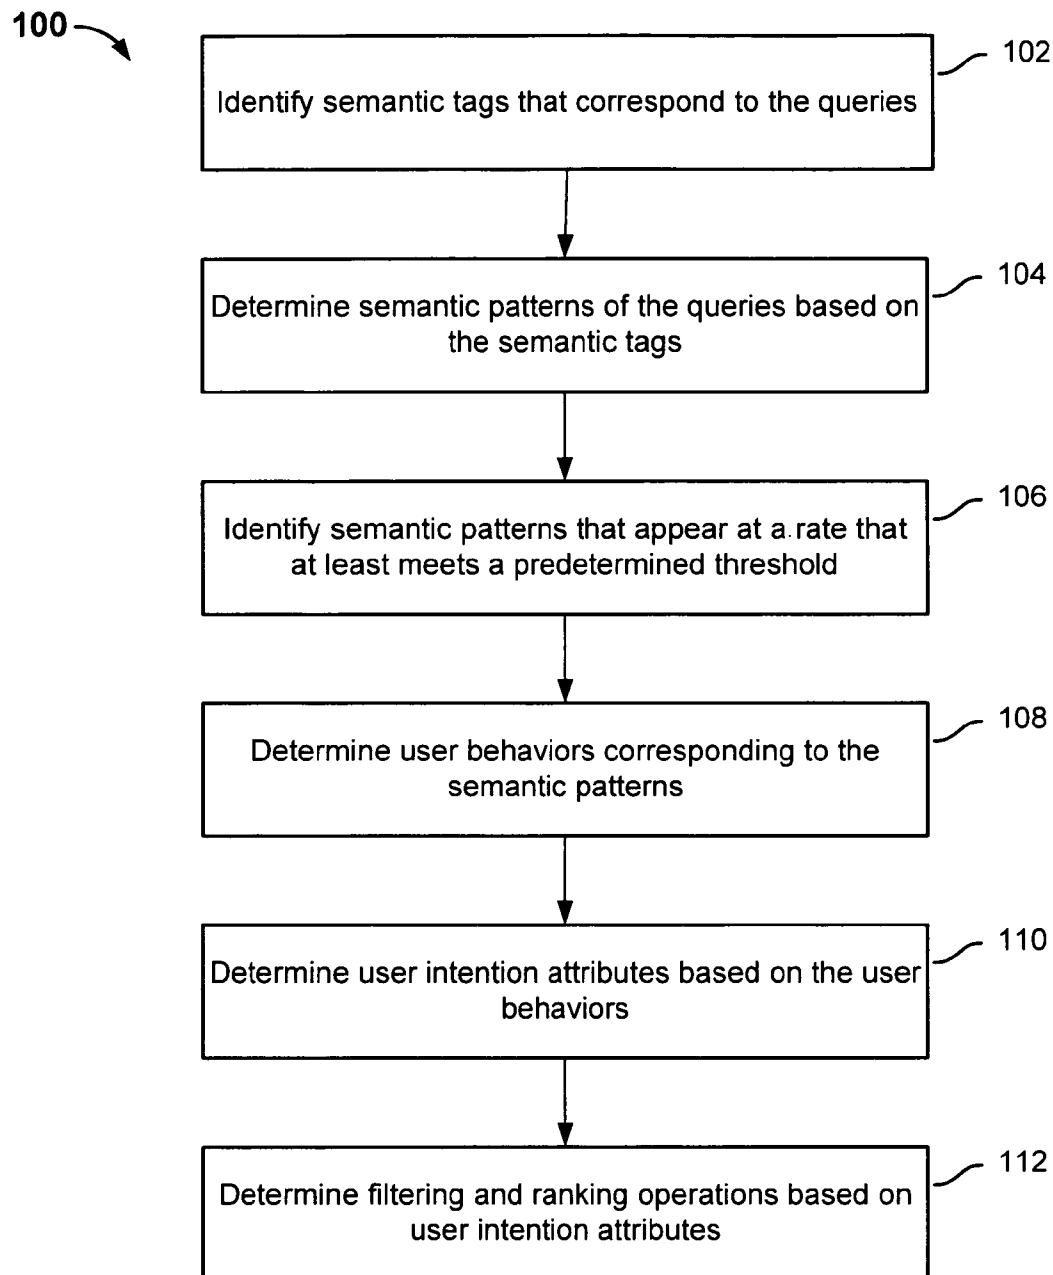 100
102
Identify semantic tags that correspond to the queries
104
Determine semantic patterns of the queries based on
the semantic tags
106
Identify semantic patterns that appear at a rate that
at least meets a predetermined threshold
108
Determine user behaviors corresponding to the
semantic patterns
110
Determine user intention attributes based on the user
behaviors
112
Determine filtering and ranking operations based on
user intention attributes